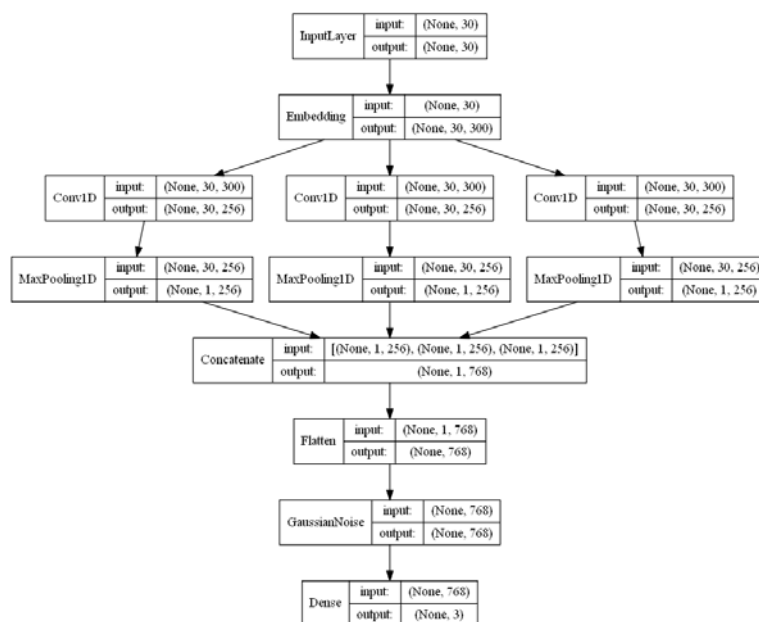 InputLayer input: (None, 30)
output: (None, 30)
Embedding input: (None, 30)
output: (None, 30, 300)
Conv1D input: (None, 30, 300)
output: (None, 30, 256)
Conv1D input: (None, 30, 300)
output: (None, 30, 256)
Conv1D input: (None, 30, 300)
output: (None, 30, 256)
MaxPooling1D input: (None, 30, 256)
output: (None, 1, 256)
MaxPooling1D input: (None, 30, 256)
output: (None, 1, 256)
MaxPooling1D input: (None, 30, 256)
output: (None, 1, 256)
Concatenate input: [(None, 1, 256), (None, 1, 256), (None, 1, 256)]
output: (None, 1, 768)
Flatten input: (None, 1, 768)
output: (None, 768)
GaussianNoise input: (None, 768)
output: (None, 768)
Dense input: (None, 768)
output: (None, 3)